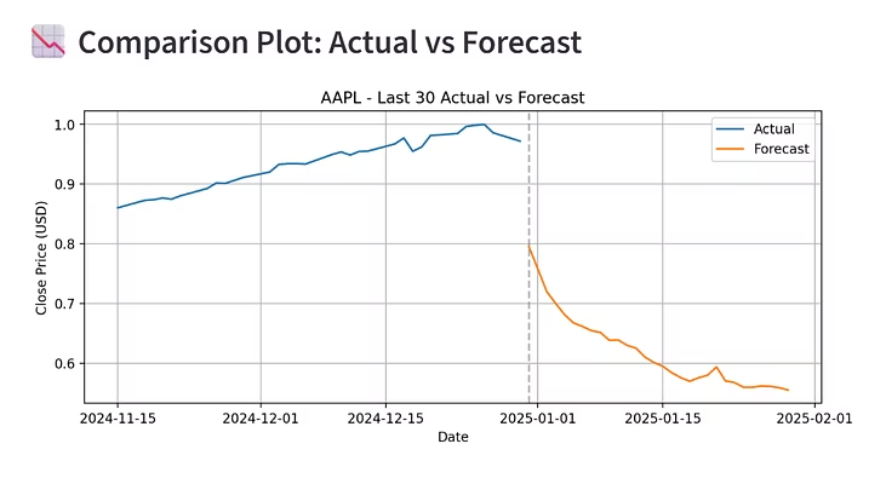 Comparison Plot: Actual vs Forecast
AAPL - Last 30 Actual vs Forecast
Actual
Forecast
Close Price (USD)
1.0
0.9
0.8
0.7
0.6
2024-11-15
2024-12-01
2024-12-15
2025-01-01
2025-01-15
2025-02-01
Date